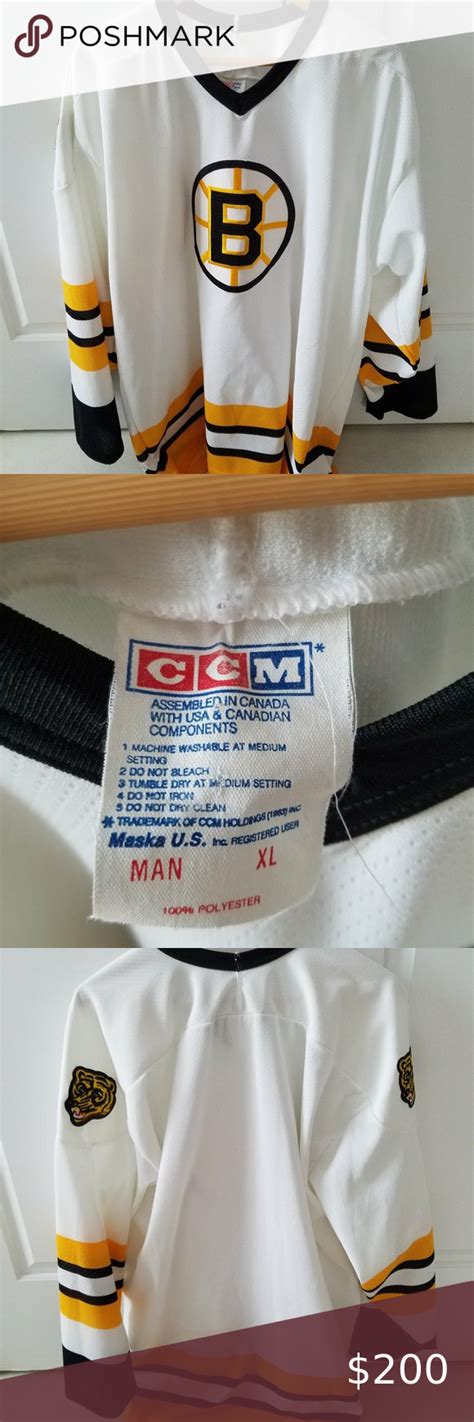 POSHMARK
CCM
B
CCM*
ASSEMBLED IN CANADA
WITH USA & CANADIAN
COMPONENTS
1 MACHINE WASHABLE AT MEDIUM
SETTING
2 DO NOT BLEACH
3 TUMBLE DRY AT MEDIUM SETTING
4 DO NOT IRON
5 DO NOT DRY CLEAN
* TRADEMARK OF CCM HOLDINGS (1983) INC
Maska U.S. Inc. REGISTERED USER
MAN XL
100% POLYESTER
$200